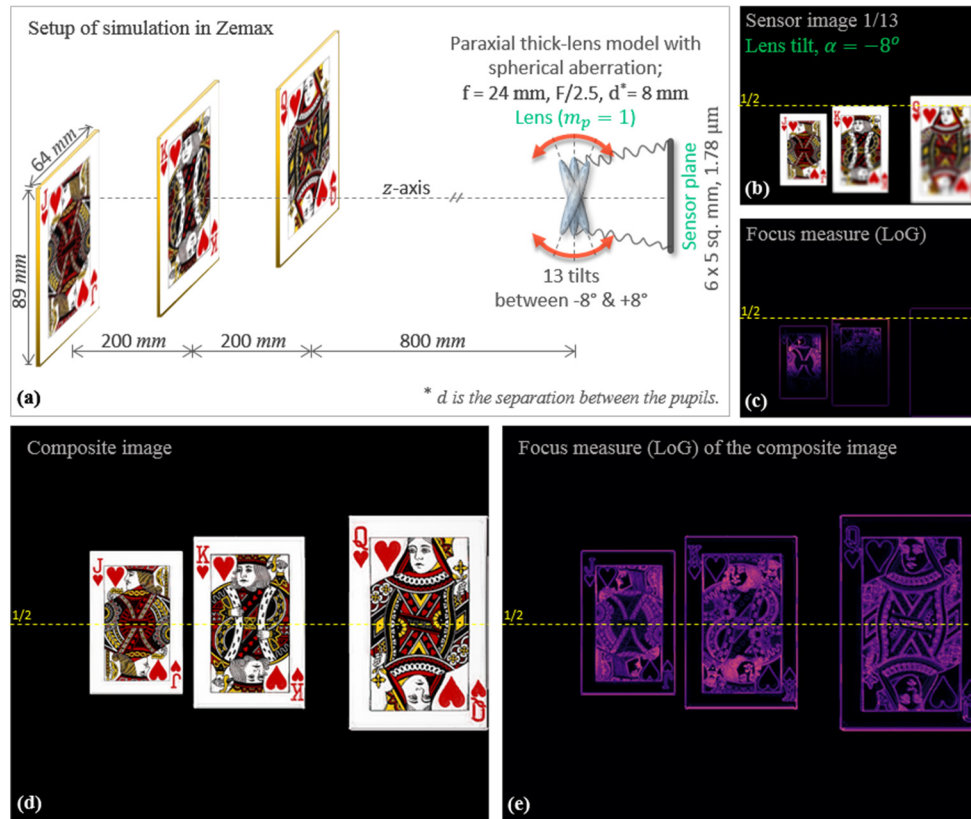 Setup of simulation in Zemax
Paraxial thick-lens model with
spherical aberration;
f = 24 mm, F/2.5, d*= 8 mm
Lens (m_p = 1)
64 mm
89 mm
J
J
K
K
Q
Q
z-axis
13 tilts
between -8° & +8°
Sensor plane
6 x 5 sq. mm, 1.78 µm
200 mm
200 mm
800 mm
(a)
* d is the separation between the pupils.
Sensor image 1/13
Lens tilt, α = −8°
1/2
J
J
K
Q
(b)
Focus measure (LoG)
1/2
(c)
Composite image
Q
K
J
1/2
J
K
Q
(d)
Focus measure (LoG) of the composite image
Q
K
J
1/2
J
K
Q
(e)